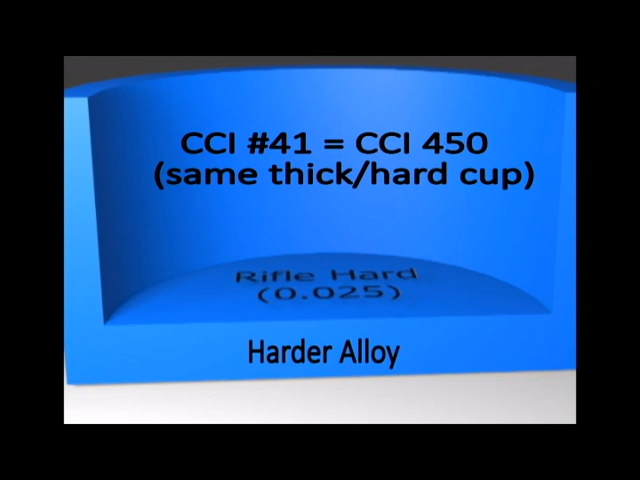 CCI #41 = CCI 450
(same thick/hard cup)
Rifle Hard
(0.025)
Harder Alloy